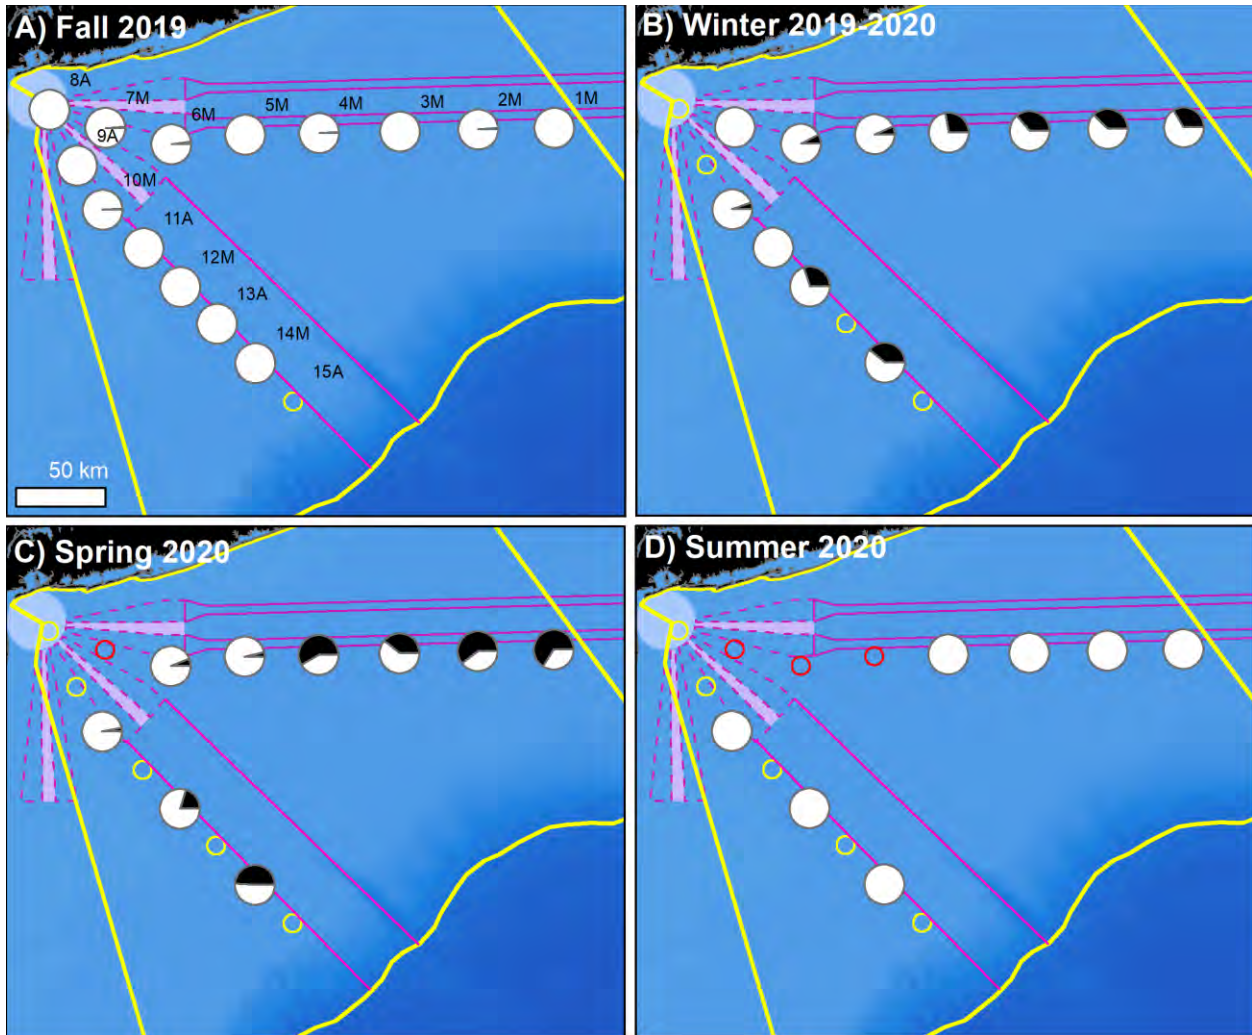 A) Fall 2019
B) Winter 2019-2020
8A
7M
6M
5M
4M
3M
2M
1M
9A
10M
11A
12M
13A
14M
15A
50 km
C) Spring 2020
D) Summer 2020